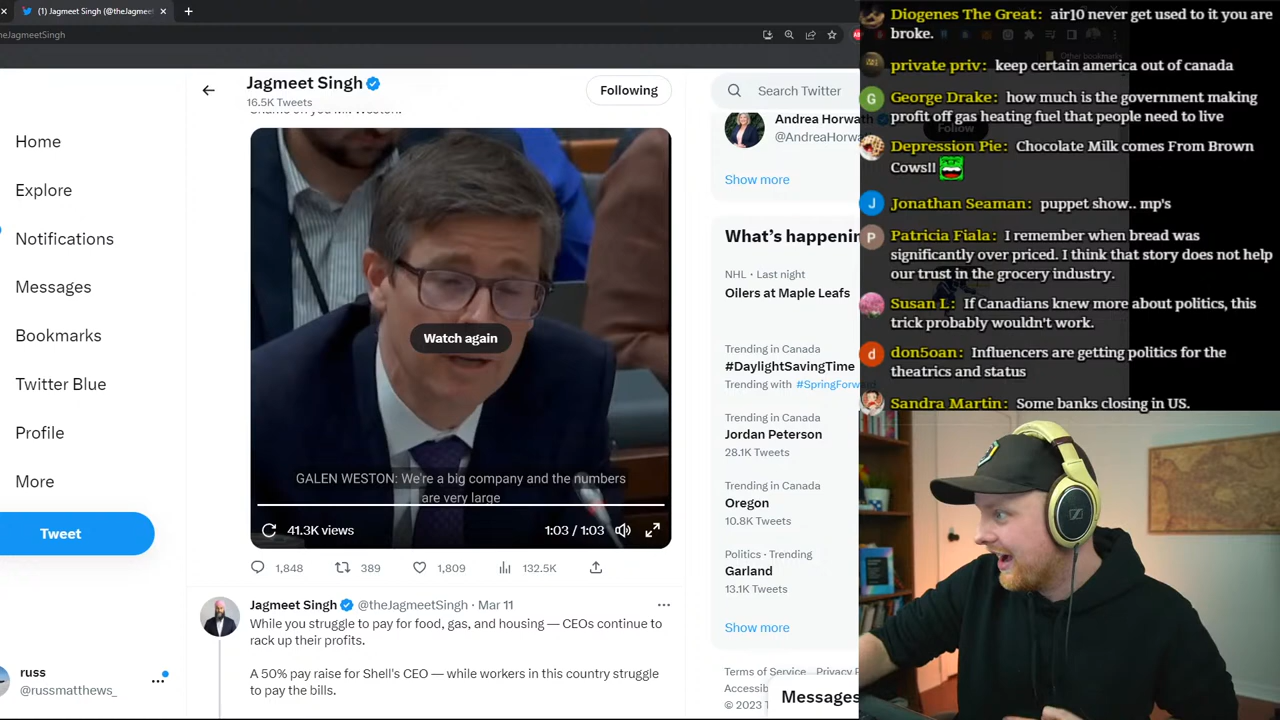 (1) Jagmeet Singh (@theJagmeet
eJagmeetSingh
Other bookmarks
Jagmeet Singh
16.5K Tweets
Following
Home
Explore
Notifications
Messages
Bookmarks
Twitter Blue
Profile
More
Tweet
russ
@russmatthews_
Watch again
GALEN WESTON: We're a big company and the numbers
are very large
41.3K views
1:03 / 1:03
1,848
389
1,809
132.5K
Jagmeet Singh @theJagmeetSingh · Mar 11
While you struggle to pay for food, gas, and housing — CEOs continue to
rack up their profits.
A 50% pay raise for Shell's CEO — while workers in this country struggle
to pay the bills.
Search Twitter
Andrea Horwath
@AndreaHorwa
Follow
Show more
What's happenin
NHL · Last night
Oilers at Maple Leafs
Trending in Canada
#DaylightSavingTime
Trending with #SpringForward
Trending in Canada
Jordan Peterson
28.1K Tweets
Trending in Canada
Oregon
10.8K Tweets
Politics · Trending
Garland
13.1K Tweets
Show more
Terms of Service Privacy P
Accessib
© 2023 T
Messages
Diogenes The Great: air10 never get used to it you are
broke.
private priv: keep certain america out of canada
George Drake: how much is the government making
profit off gas heating fuel that people need to live
Depression Pie: Chocolate Milk comes From Brown
Cows!!
Jonathan Seaman: puppet show.. mp's
Patricia Fiala: I remember when bread was
significantly over priced. I think that story does not help
our trust in the grocery industry.
Susan L: If Canadians knew more about politics, this
trick probably wouldn't work.
don5oan: Influencers are getting politics for the
theatrics and status
Sandra Martin: Some banks closing in US.